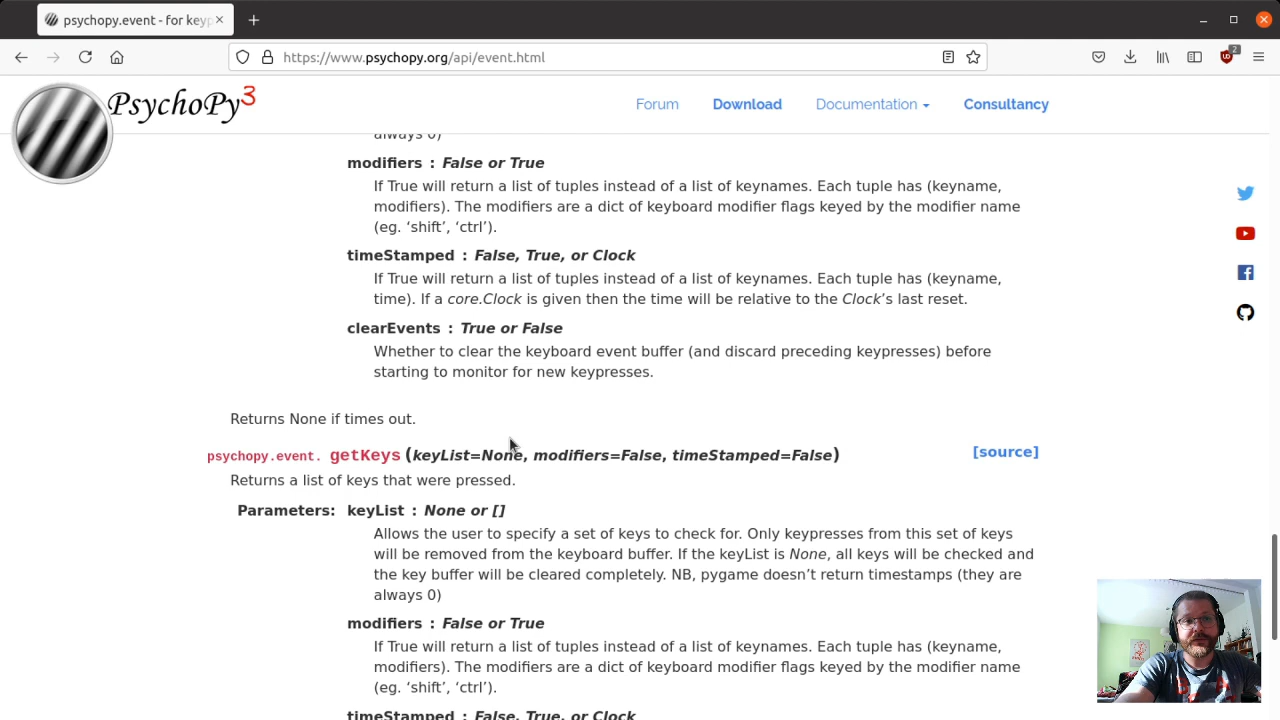 psychopy.event - for keyp
https://www.psychopy.org/api/event.html
2
PsychoPy3
Forum
Download
Documentation
Consultancy
always 0)
modifiers : False or True
If True will return a list of tuples instead of a list of keynames. Each tuple has (keyname,
modifiers). The modifiers are a dict of keyboard modifier flags keyed by the modifier name
(eg. ‘shift’, ‘ctrl’).
timeStamped : False, True, or Clock
If True will return a list of tuples instead of a list of keynames. Each tuple has (keyname,
time). If a core.Clock is given then the time will be relative to the Clock’s last reset.
clearEvents : True or False
Whether to clear the keyboard event buffer (and discard preceding keypresses) before
starting to monitor for new keypresses.
Returns None if times out.
psychopy.event. getKeys (keyList=None, modifiers=False, timeStamped=False) [source]
Returns a list of keys that were pressed.
Parameters: keyList : None or []
Allows the user to specify a set of keys to check for. Only keypresses from this set of keys
will be removed from the keyboard buffer. If the keyList is None, all keys will be checked and
the key buffer will be cleared completely. NB, pygame doesn’t return timestamps (they are
always 0)
modifiers : False or True
If True will return a list of tuples instead of a list of keynames. Each tuple has (keyname,
modifiers). The modifiers are a dict of keyboard modifier flags keyed by the modifier name
(eg. ‘shift’, ‘ctrl’).
timeStamped : False, True, or Clock